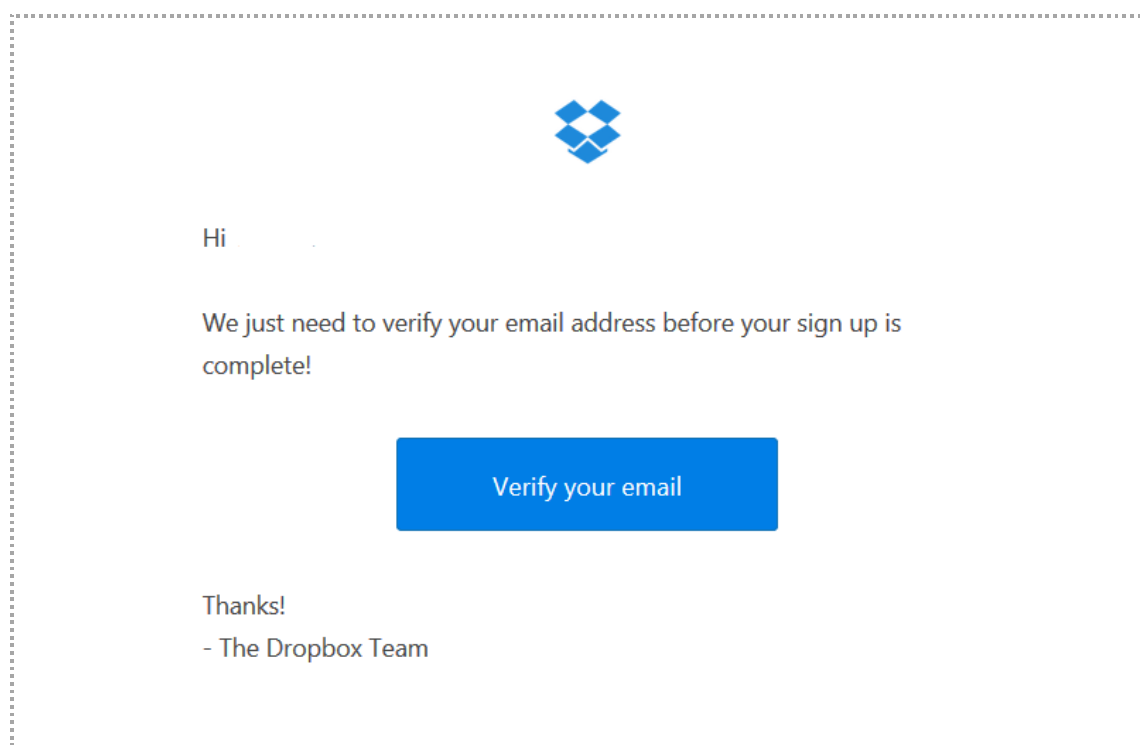 Hi
We just need to verify your email address before your sign up is
complete!
Verify your email
Thanks!
- The Dropbox Team